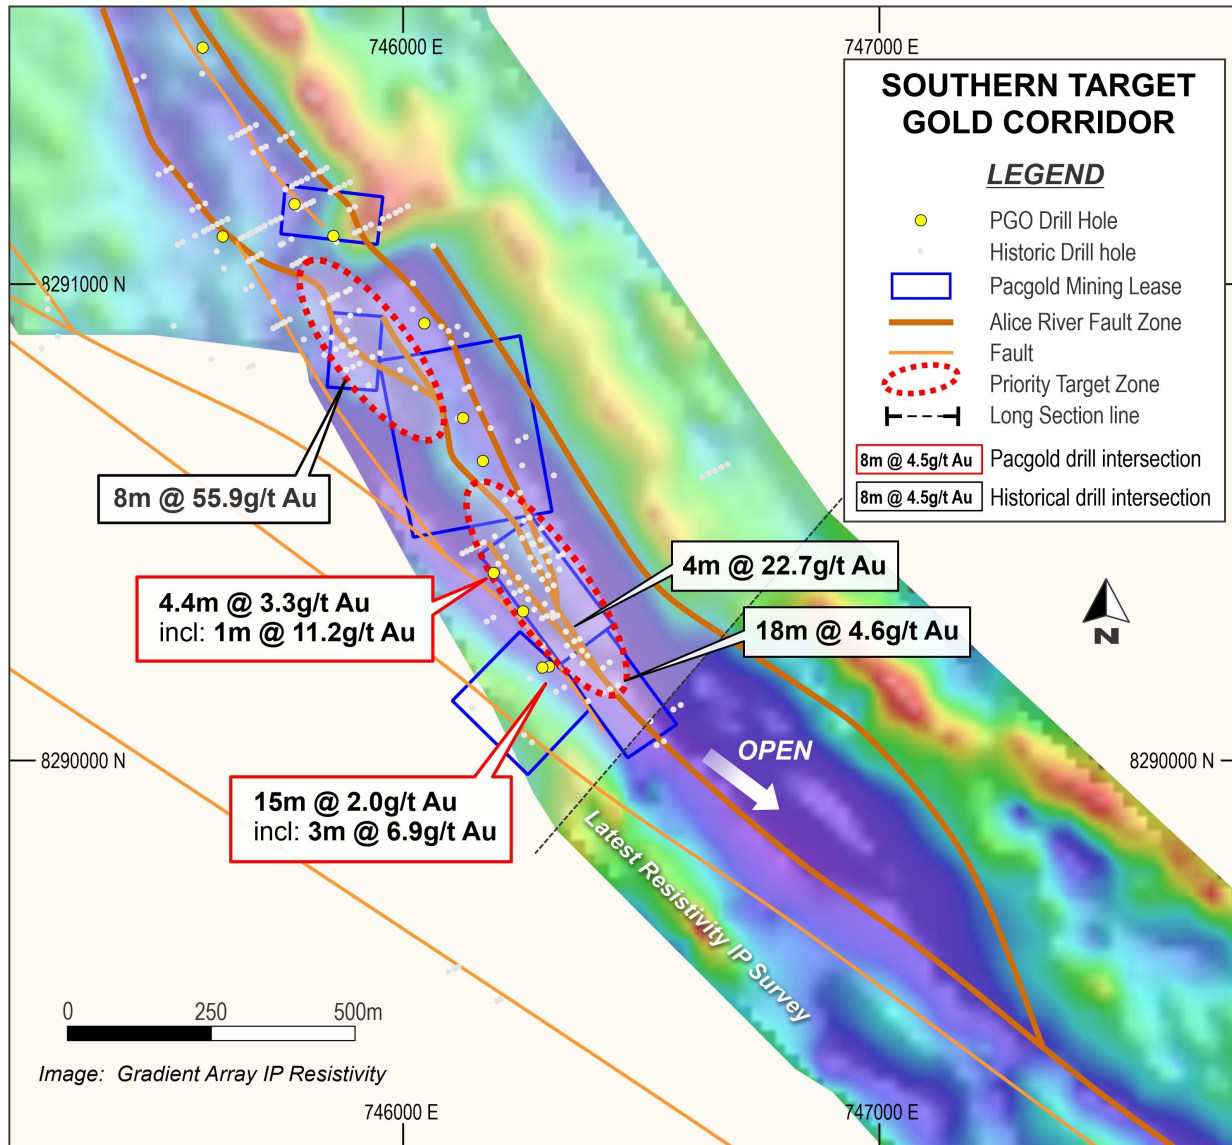 746000 E
747000 E
SOUTHERN TARGET
GOLD CORRIDOR
LEGEND
PGO Drill Hole
Historic Drill hole
Pacgold Mining Lease
Alice River Fault Zone
Fault
Priority Target Zone
Long Section line
8m @ 4.5g/t Au Pacgold drill intersection
8m @ 4.5g/t Au Historical drill intersection
8291000 N
8m @ 55.9g/t Au
4m @ 22.7g/t Au
4.4m @ 3.3g/t Au
incl: 1m @ 11.2g/t Au
18m @ 4.6g/t Au
N
8290000 N
8290000 N
OPEN
15m @ 2.0g/t Au
incl: 3m @ 6.9g/t Au
Latest Resistivity IP Survey
0 250 500m
Image: Gradient Array IP Resistivity
746000 E
747000 E